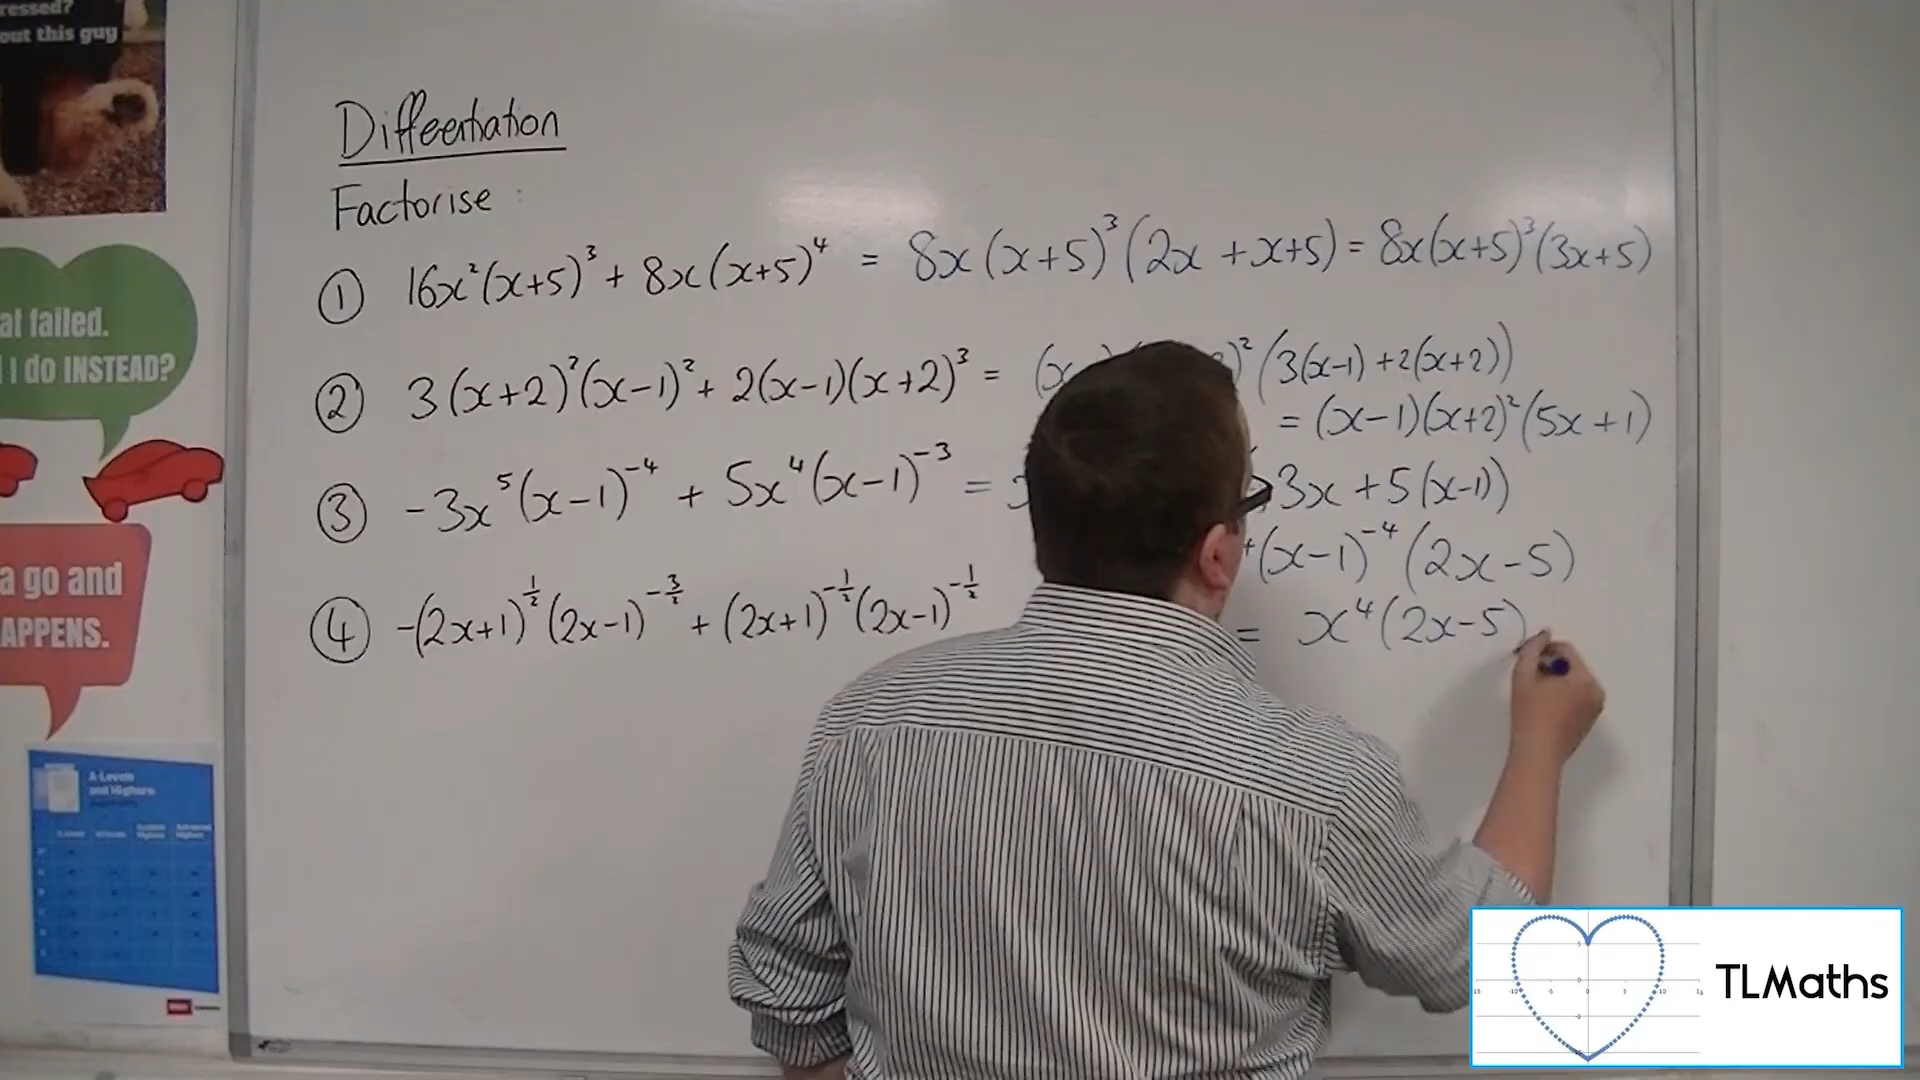 ressed?
out this guy
at failed.
I do INSTEAD?
a go and
APPENS.
A-Levels
and Highers
Differentiation
Factorise :
① 16x²(x+5)³ + 8x(x+5)⁴ = 8x(x+5)³(2x + x+5) = 8x(x+5)³(3x+5)
② 3(x+2)²(x-1)² + 2(x-1)(x+2)³ = (x )² (3(x-1) + 2(x+2))
= (x-1)(x+2)²(5x+1)
③ -3x⁵(x-1)⁻⁴ + 5x⁴(x-1)⁻³ = 3x + 5(x-1))
(x-1)⁻⁴(2x-5)
= x⁴(2x-5)
④ -(2x+1)^½(2x-1)^-3/2 + (2x+1)^-½(2x-1)^-½
TLMaths